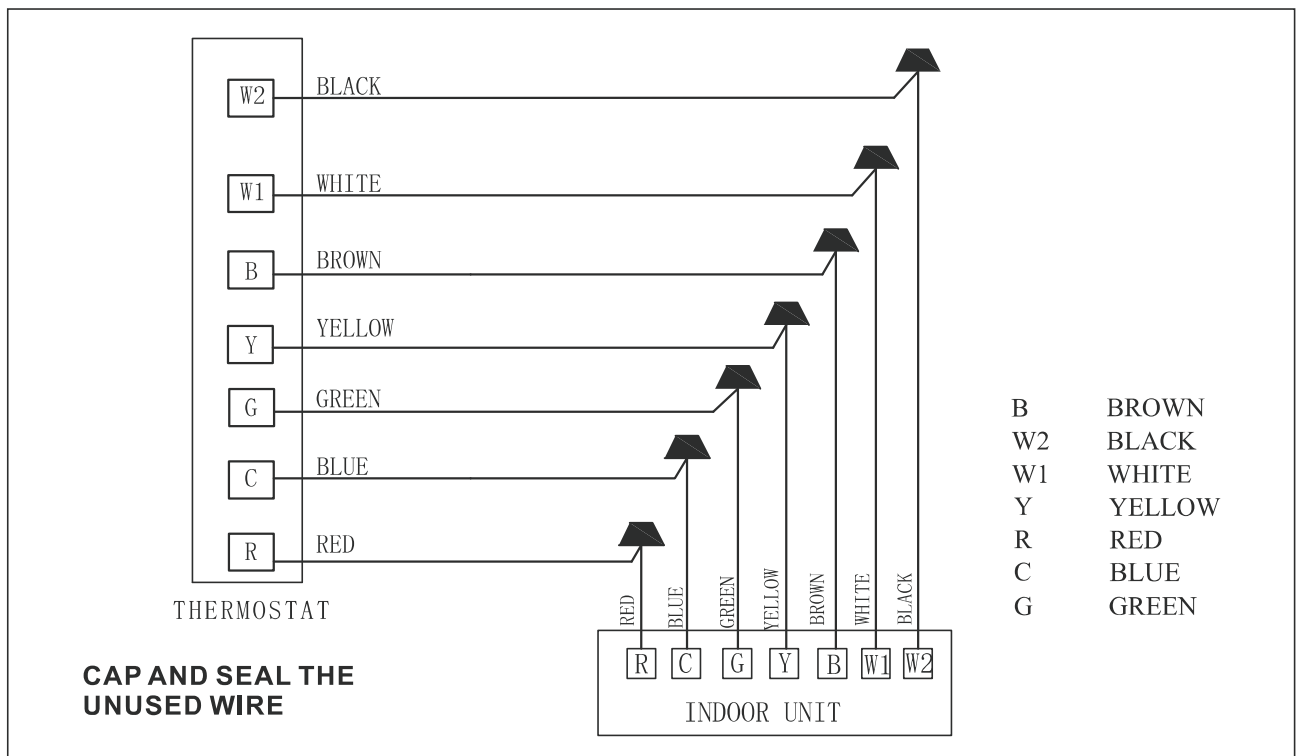 W2 BLACK
W1 WHITE
B BROWN
Y YELLOW
G GREEN
C BLUE
R RED
THERMOSTAT
CAP AND SEAL THE
UNUSED WIRE
RED BLUE GREEN YELLOW BROWN WHITE BLACK
R C G Y B W1 W2
INDOOR UNIT
B BROWN
W2 BLACK
W1 WHITE
Y YELLOW
R RED
C BLUE
G GREEN